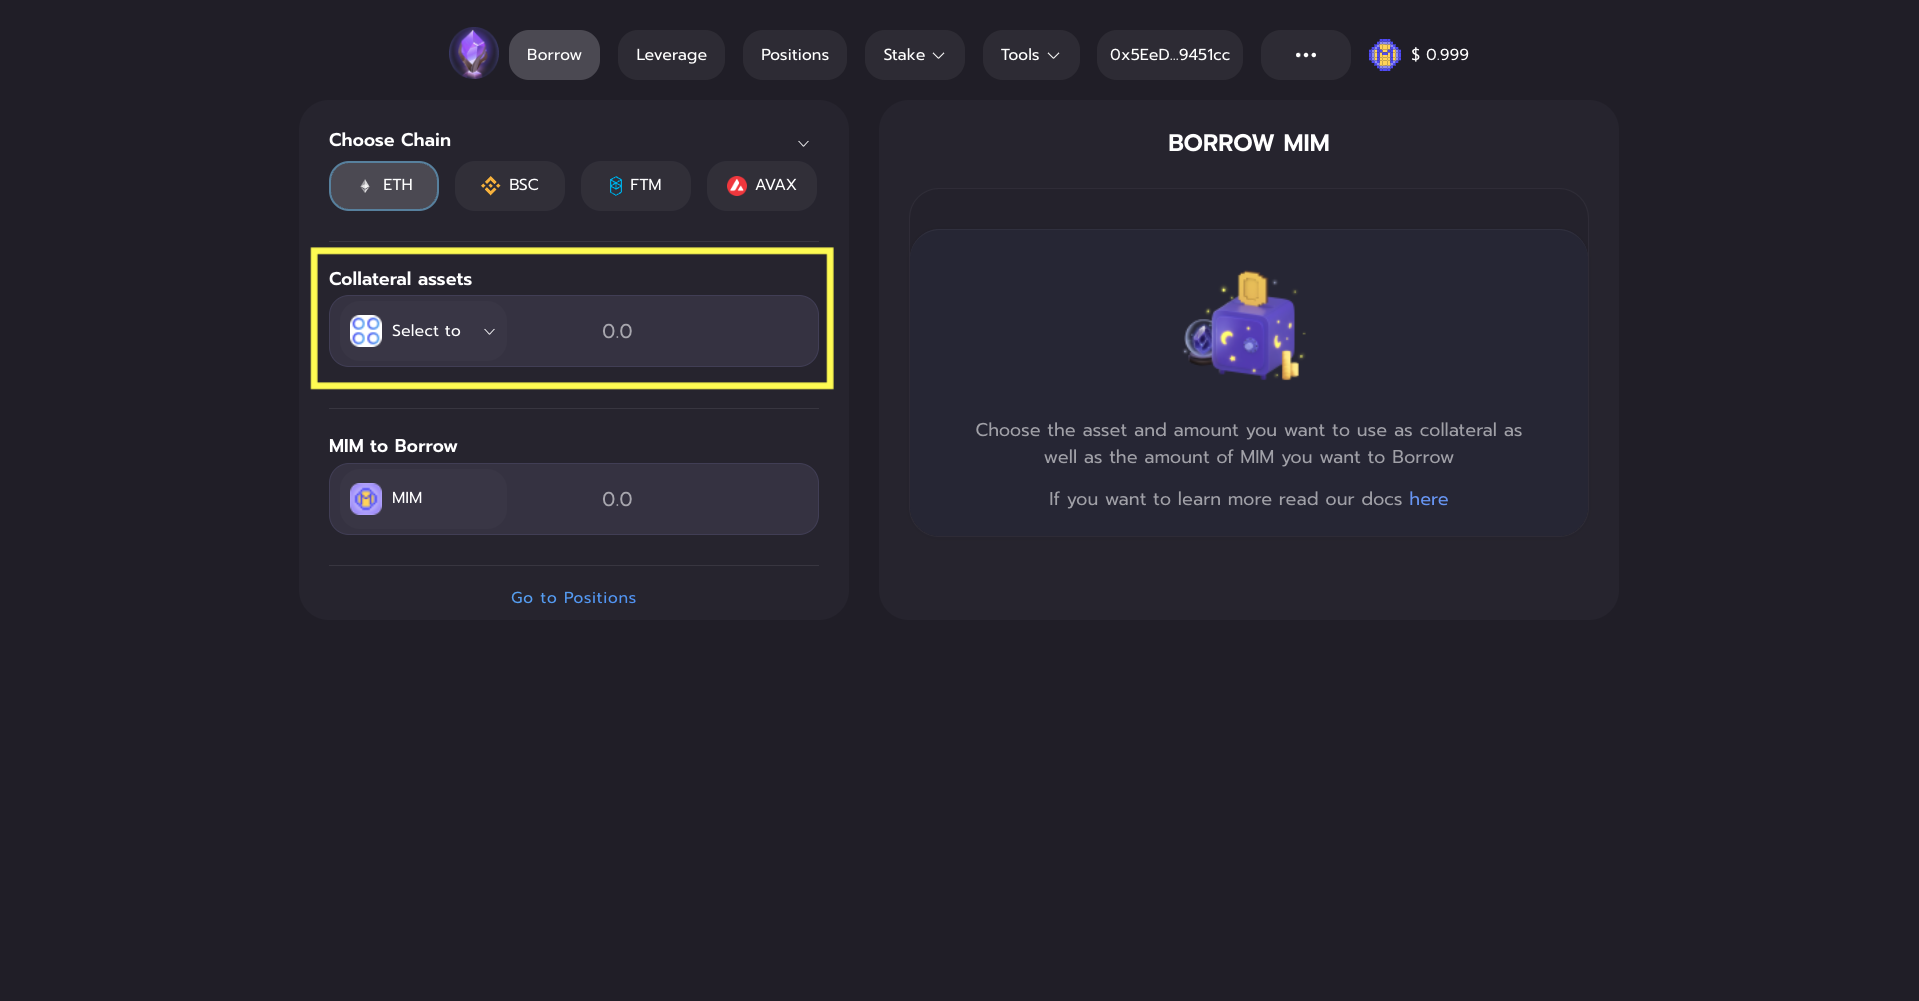 Borrow
Leverage
Positions
Stake
Tools
0x5EeD...9451cc
$ 0.999
Choose Chain
ETH
BSC
FTM
AVAX
Collateral assets
Select to
0.0
MIM to Borrow
MIM
0.0
Go to Positions
BORROW MIM
Choose the asset and amount you want to use as collateral as
well as the amount of MIM you want to Borrow
If you want to learn more read our docs here